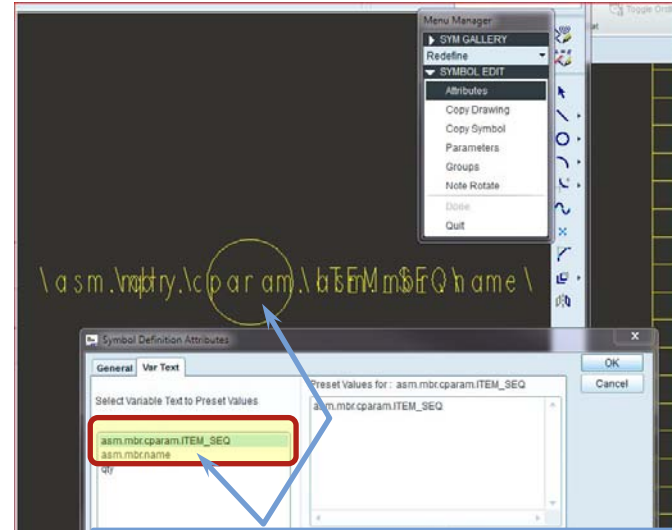 Toggle
Menu Manager
SYM GALLERY
Redefine
SYMBOL EDIT
Attributes
Copy Drawing
Copy Symbol
Parameters
Groups
Note Rotate
Done
Quit
Symbol Definition Attributes
General Var Text
OK
Cancel
Select Variable Text to Preset Values
Preset Values for : asm.mbr.cparam.ITEM_SEQ
asm.mbr.cparam.ITEM_SEQ
asm.mbr.cparam.ITEM_SEQ
asm.mbr.name
qty